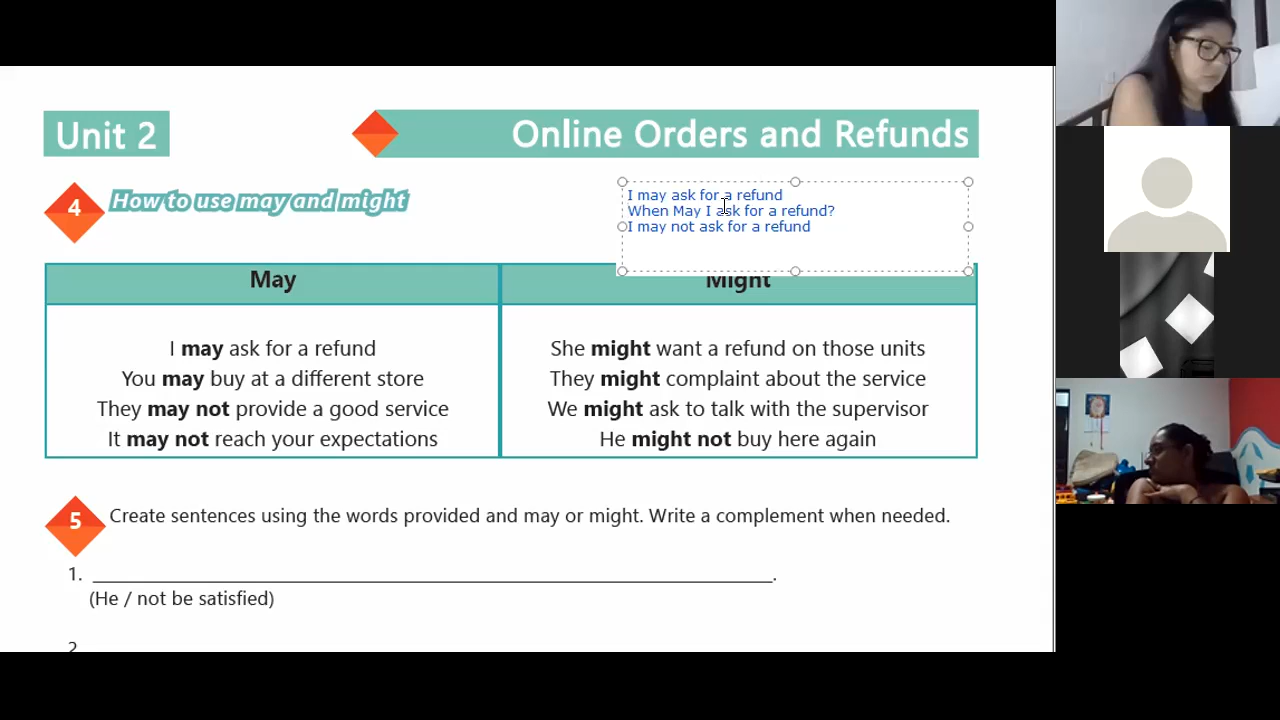 Unit 2
Online Orders and Refunds
4
How to use may and might
I may ask for a refund
When May I ask for a refund?
I may not ask for a refund
May
Might
I may ask for a refund
You may buy at a different store
They may not provide a good service
It may not reach your expectations
She might want a refund on those units
They might complaint about the service
We might ask to talk with the supervisor
He might not buy here again
5
Create sentences using the words provided and may or might. Write a complement when needed.
1. ______________________________.
(He / not be satisfied)
2